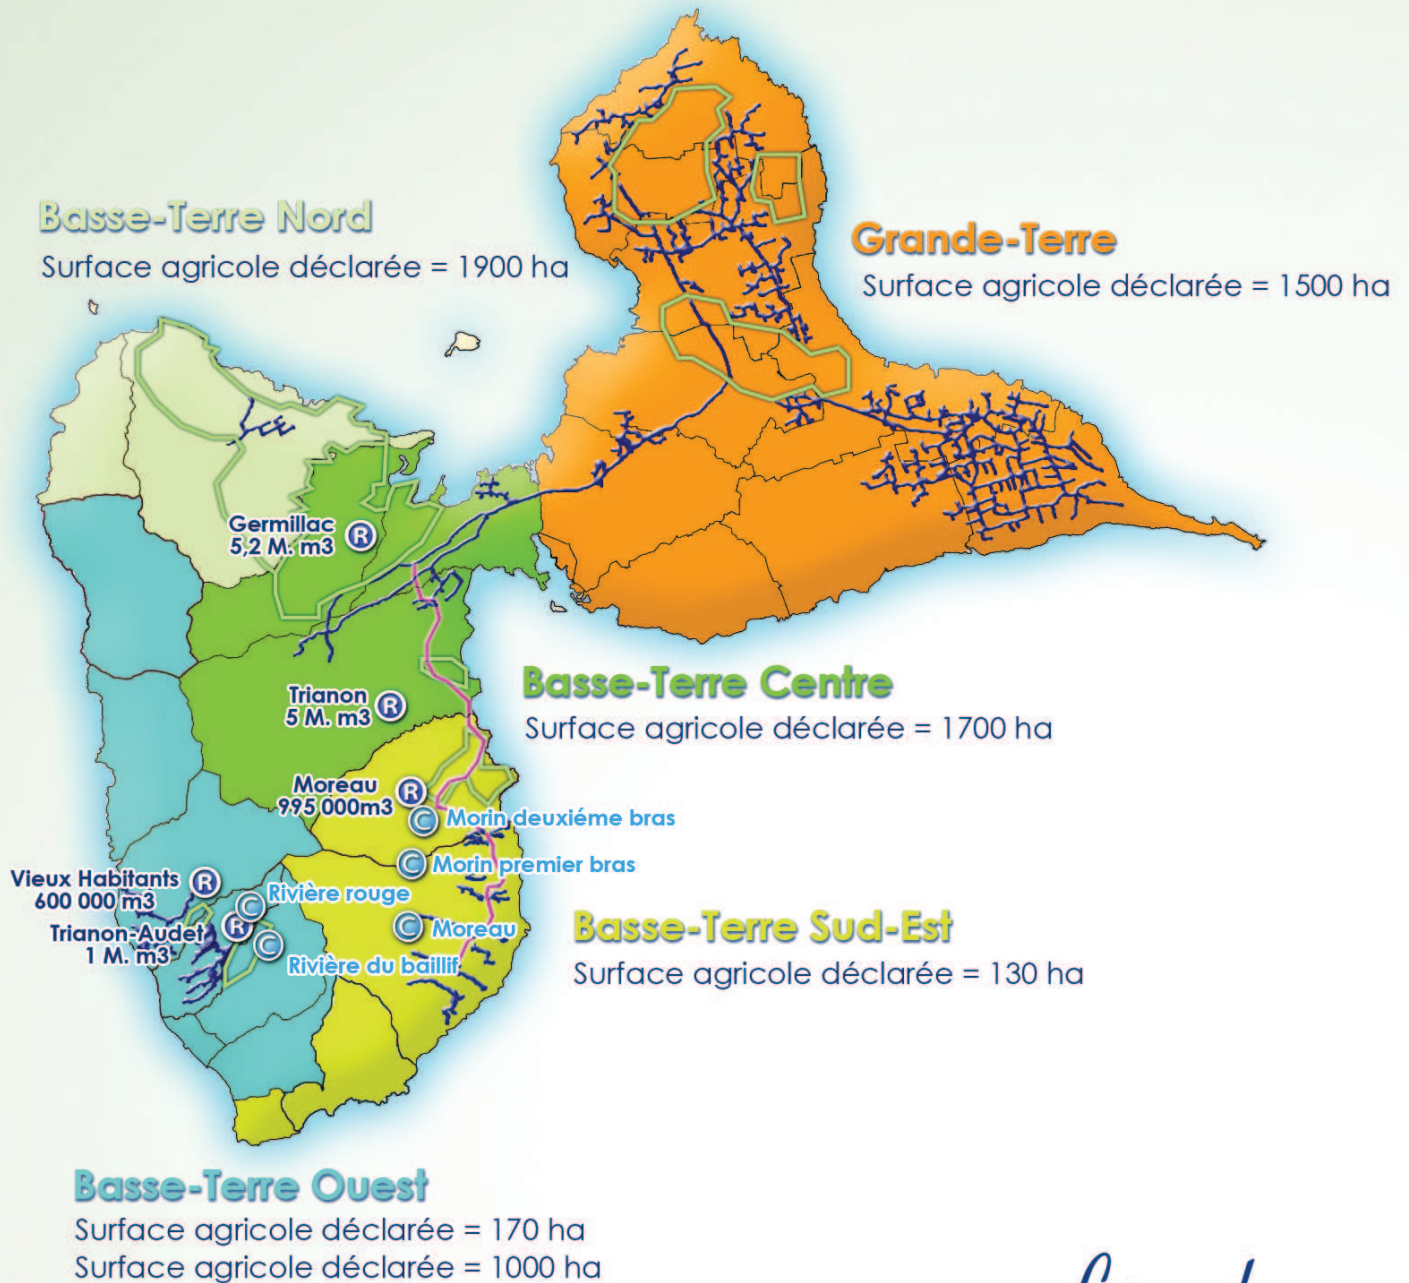 Basse-Terre Nord
Surface agricole déclarée = 1900 ha
Grande-Terre
Surface agricole déclarée = 1500 ha
Germillac
5,2 M. m3
R
Trianon
5 M. m3
R
Basse-Terre Centre
Surface agricole déclarée = 1700 ha
Moreau
995 000m3
R
C Morin deuxiéme bras
C Morin premier bras
Vieux Habitants
600 000 m3
R
C Rivière rouge
Trianon-Audet
1 M. m3
R
C Rivière du baillif
C Moreau
Basse-Terre Sud-Est
Surface agricole déclarée = 130 ha
Basse-Terre Ouest
Surface agricole déclarée = 170 ha
Surface agricole déclarée = 1000 ha